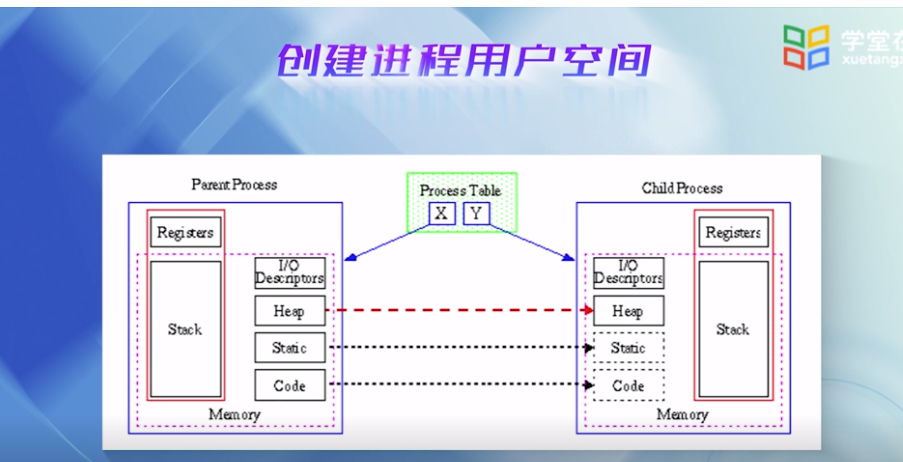 创建进程用户空间
学堂在
xuetangx
Parent Process
Process Table
Child Process
X Y
Registers
Registers
I/O
Descriptors
I/O
Descriptors
Heap
Heap
Stack
Static
Static
Stack
Code
Code
Memory
Memory